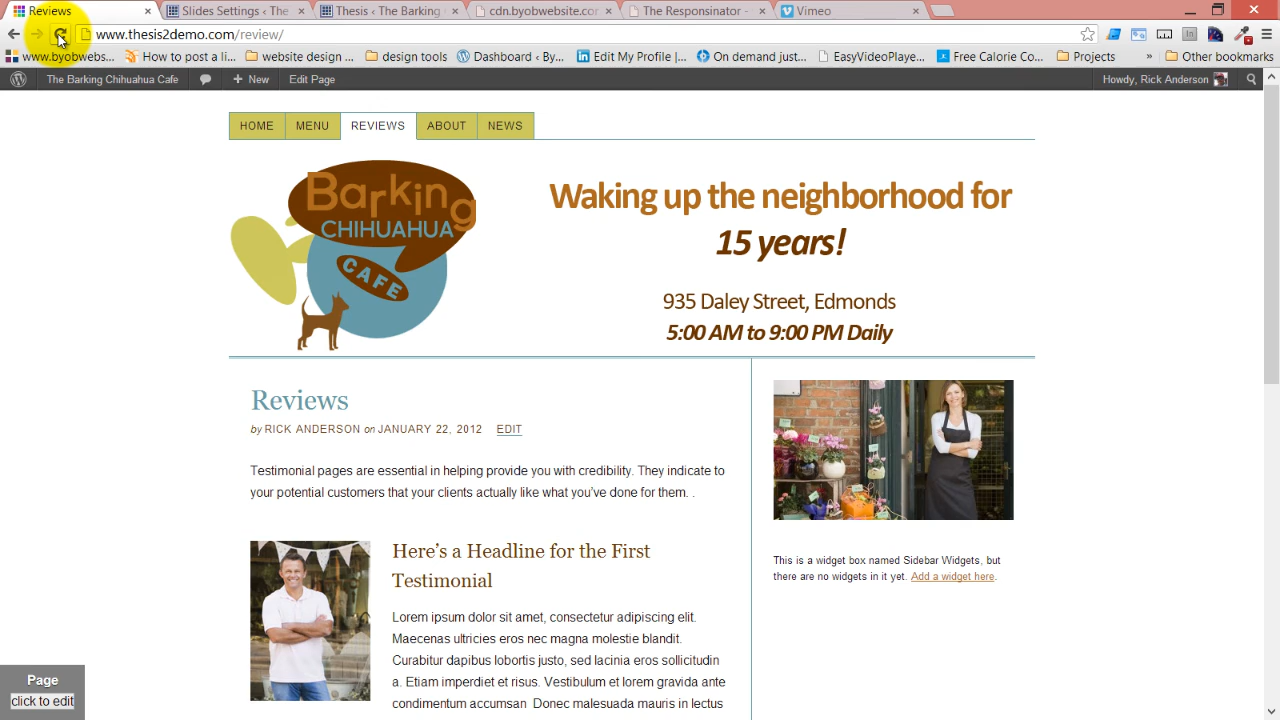 Reviews
Slides Settings ‹ The
Thesis ‹ The Barking
cdn.byobwebsite.co
The Responsinator -
Vimeo
www.thesis2demo.com/review/
www.byobwebs...
How to post a li...
website design ...
design tools
Dashboard ‹ By...
Edit My Profile |...
On demand just...
EasyVideoPlaye...
Free Calorie Co...
Projects
»
Other bookmarks
The Barking Chihuahua Cafe
+ New
Edit Page
Howdy, Rick Anderson
HOME
MENU
REVIEWS
ABOUT
NEWS
Barking
CHIHUAHUA
CAFE
Waking up the neighborhood for
15 years!
935 Daley Street, Edmonds
5:00 AM to 9:00 PM Daily
Reviews
by RICK ANDERSON on JANUARY 22, 2012 EDIT
Testimonial pages are essential in helping provide you with credibility. They indicate to
your potential customers that your clients actually like what you've done for them. .
Here's a Headline for the First
Testimonial
Lorem ipsum dolor sit amet, consectetur adipiscing elit.
Maecenas ultricies eros nec magna molestie blandit.
Curabitur dapibus lobortis justo, sed lacinia eros sollicitudin
a. Etiam imperdiet et risus. Vestibulum et lorem gravida ante
condimentum accumsan Donec malesuada mauris in lectus
This is a widget box named Sidebar Widgets, but
there are no widgets in it yet. Add a widget here.
Page
click to edit